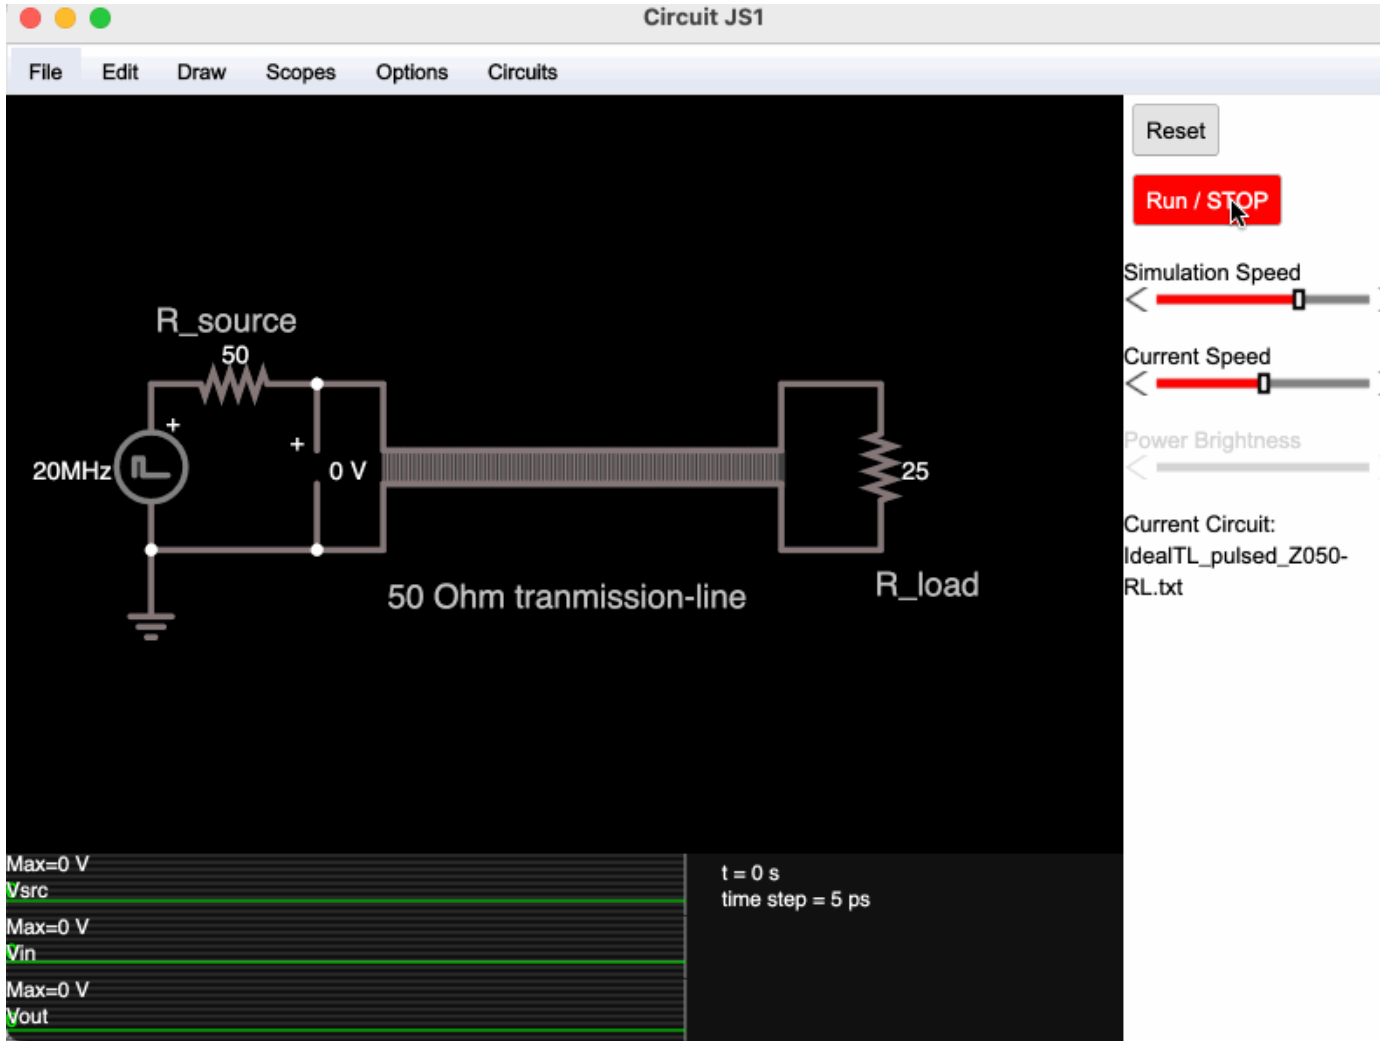 Circuit JS1
File Edit Draw Scopes Options Circuits
Reset
Run / STOP
Simulation Speed
Current Speed
Power Brightness
Current Circuit:
IdealTL_pulsed_Z050-
RL.txt
R_source
50
+
+
20MHz
0 V
25
50 Ohm tranmission-line
R_load
Max=0 V
Vsrc
Max=0 V
Vin
Max=0 V
Vout
t = 0 s
time step = 5 ps